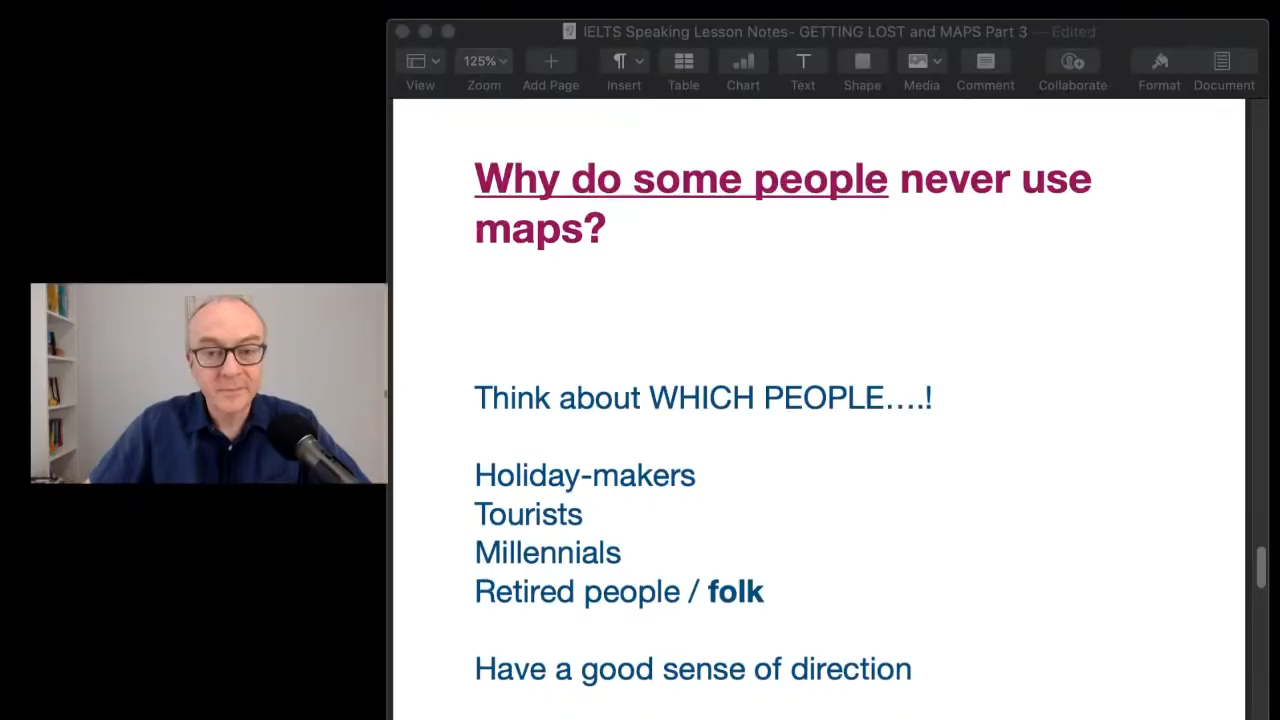 IELTS Speaking Lesson Notes- GETTING LOST and MAPS Part 3 — Edited
125%
View Zoom Add Page Insert Table Chart Text Shape Media Comment Collaborate Format Document
Why do some people never use
maps?
Think about WHICH PEOPLE….!
Holiday-makers
Tourists
Millennials
Retired people / folk
Have a good sense of direction